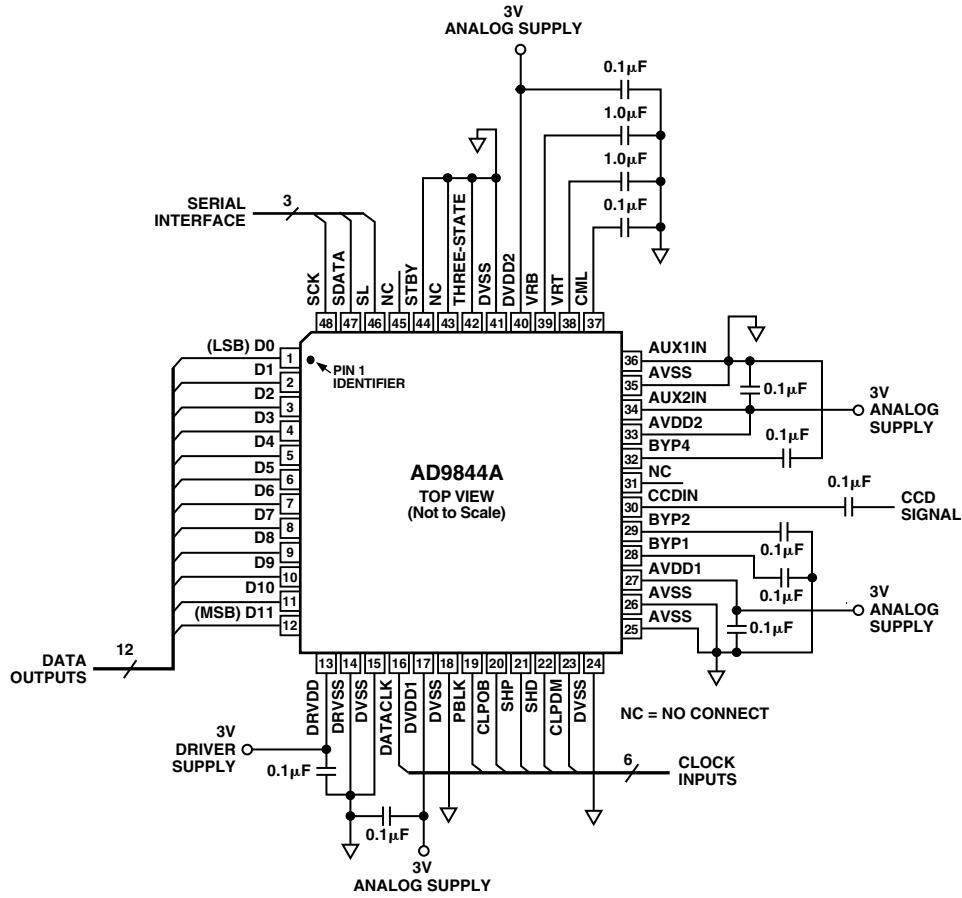 3V
ANALOG SUPPLY
0.1µF
1.0µF
1.0µF
0.1µF
SERIAL
INTERFACE
3
SCK
SDATA
SL
NC
STBY
NC
THREE-STATE
DVSS
DVDD2
VRB
VRT
CML
48
47
46
45
44
43
42
41
40
39
38
37
(LSB) D0
D1
D2
D3
D4
D5
D6
D7
D8
D9
D10
(MSB) D11
1
2
3
4
5
6
7
8
9
10
11
12
PIN 1
IDENTIFIER
AD9844A
TOP VIEW
(Not to Scale)
36
35
34
33
32
31
30
29
28
27
26
25
AUX1IN
AVSS
AUX2IN
AVDD2
BYP4
NC
CCDIN
BYP2
BYP1
AVDD1
AVSS
AVSS
0.1µF
3V
ANALOG
SUPPLY
0.1µF
0.1µF
CCD
SIGNAL
0.1µF
0.1µF
3V
ANALOG
SUPPLY
0.1µF
DATA
OUTPUTS
12
13
14
15
16
17
18
19
20
21
22
23
24
DRVDD
DRVSS
DVSS
DATACLK
DVDD1
DVSS
PBLK
CLPOB
SHP
SHD
CLPDM
DVSS
NC = NO CONNECT
3V
DRIVER
SUPPLY
0.1µF
6
CLOCK
INPUTS
0.1µF
3V
ANALOG SUPPLY